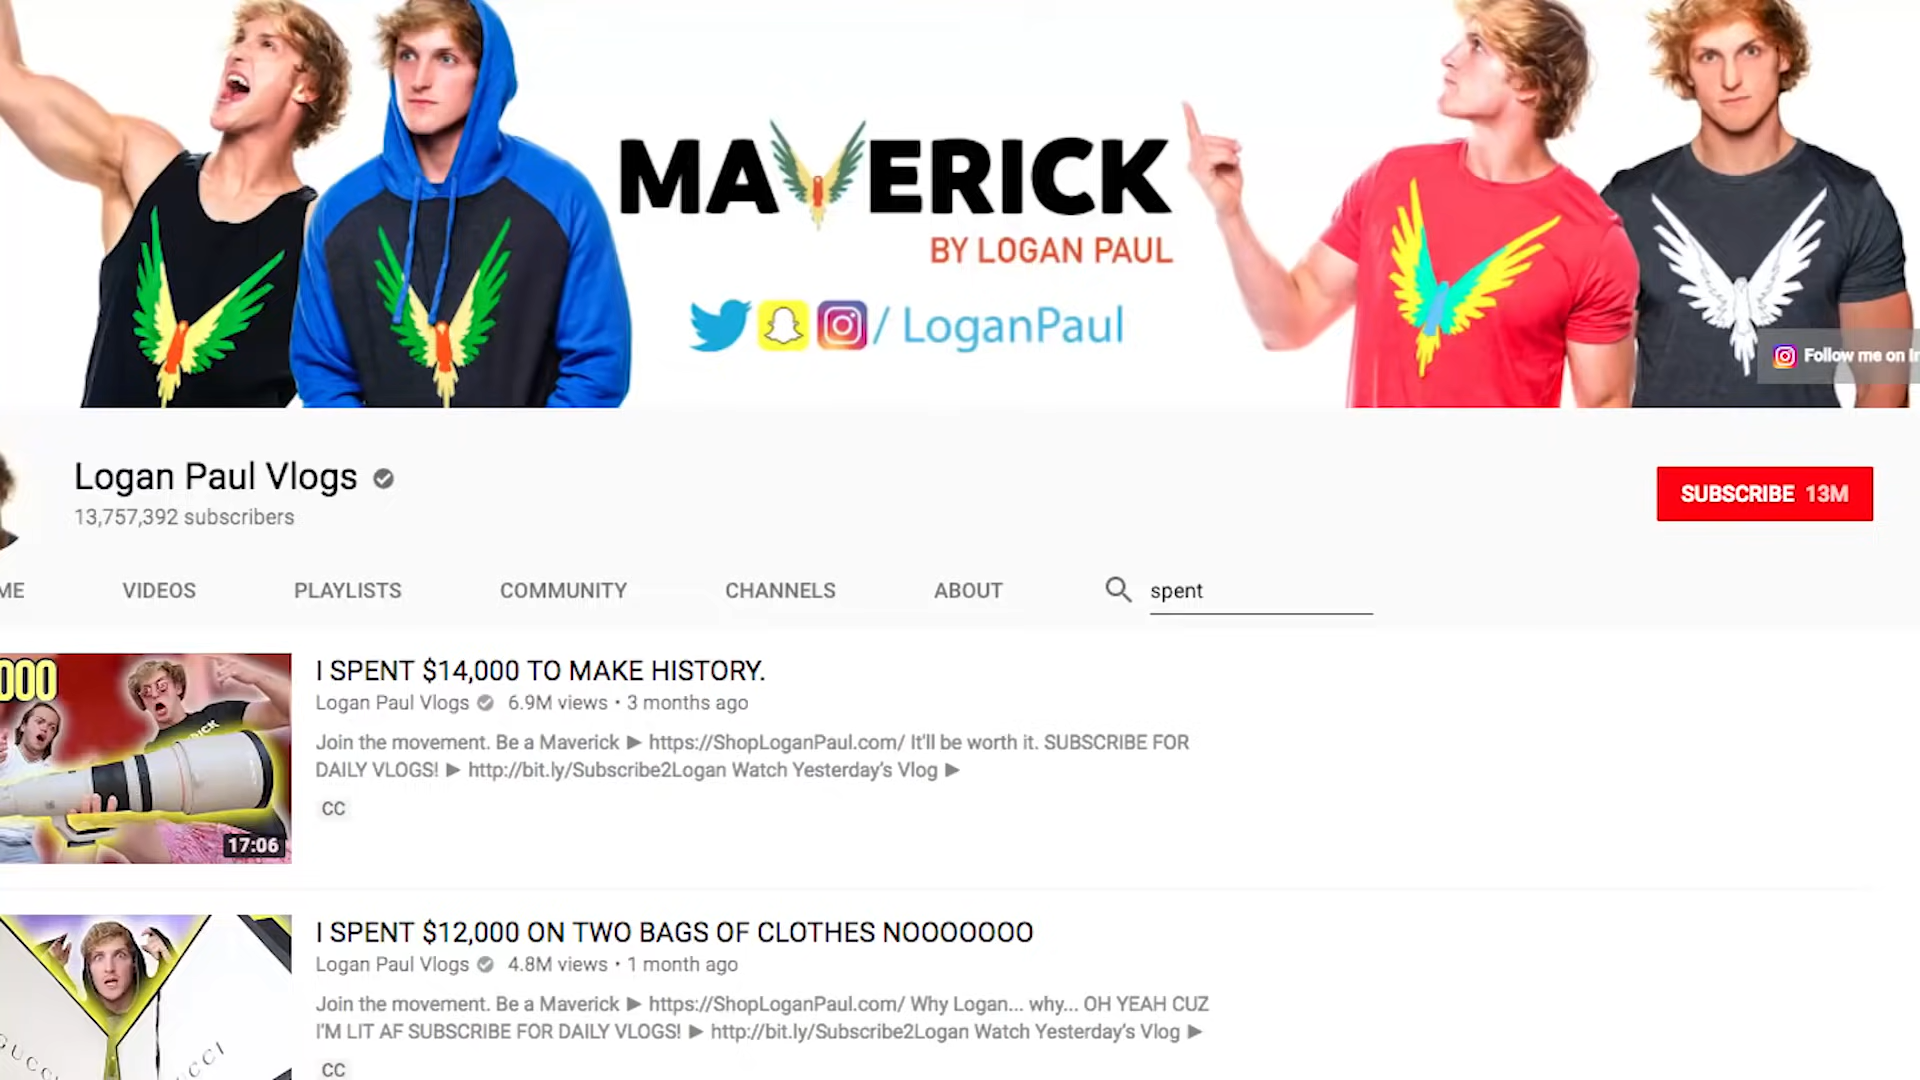 MAVERICK
BY LOGAN PAUL
/ LoganPaul
Follow me on
Logan Paul Vlogs
13,757,392 subscribers
SUBSCRIBE 13M
VIDEOS PLAYLISTS COMMUNITY CHANNELS ABOUT spent
I SPENT $14,000 TO MAKE HISTORY.
Logan Paul Vlogs 6.9M views • 3 months ago
Join the movement. Be a Maverick ► https://ShopLoganPaul.com/ It'll be worth it. SUBSCRIBE FOR
DAILY VLOGS! ► http://bit.ly/Subscribe2Logan Watch Yesterday's Vlog ►
CC
000
17:06
I SPENT $12,000 ON TWO BAGS OF CLOTHES NOOOOOOO
Logan Paul Vlogs 4.8M views • 1 month ago
Join the movement. Be a Maverick ► https://ShopLoganPaul.com/ Why Logan... why... OH YEAH CUZ
I'M LIT AF SUBSCRIBE FOR DAILY VLOGS! ► http://bit.ly/Subscribe2Logan Watch Yesterday's Vlog ►
CC